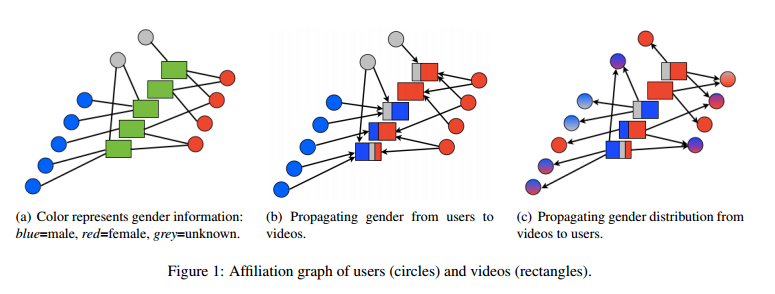 (a) Color represents gender information:
blue=male, red=female, grey=unknown.
(b) Propagating gender from users to
videos.
(c) Propagating gender distribution from
videos to users.
Figure 1: Affiliation graph of users (circles) and videos (rectangles).